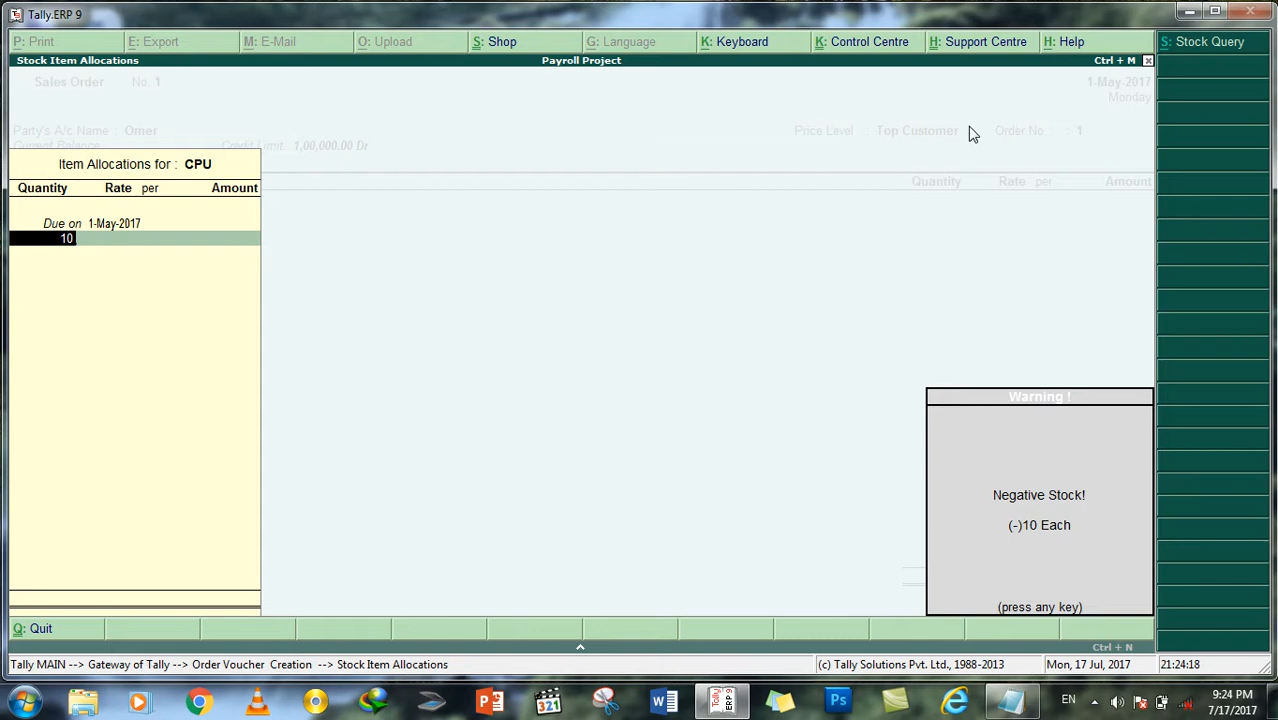 Tally.ERP 9
P: Print E: Export M: E-Mail O: Upload S: Shop G: Language K: Keyboard K: Control Centre H: Support Centre H: Help S: Stock Query
Stock Item Allocations Payroll Project Ctrl + M
Sales Order No. 1 1-May-2017
Monday
Party's A/c Name : Omer Price Level : Top Customer Order No. : 1
Current Balance : Credit Limit: 1,00,000.00 Dr
Item Allocations for : CPU
Quantity Rate per Amount Quantity Rate per Amount
Due on 1-May-2017
10
Warning !
Negative Stock!
(-)10 Each
(press any key)
Q: Quit
Ctrl + N
Tally MAIN --> Gateway of Tally --> Order Voucher Creation --> Stock Item Allocations (c) Tally Solutions Pvt. Ltd., 1988-2013 Mon, 17 Jul, 2017 21:24:18
321 Tally ERP 9 Ps EN 9:24 PM
7/17/2017